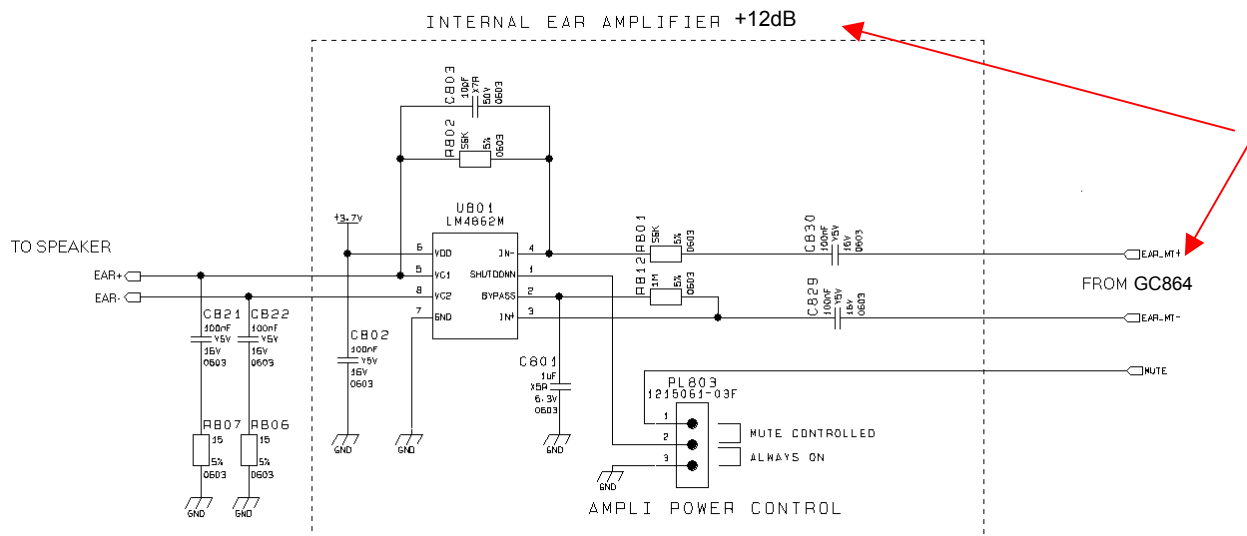 INTERNAL EAR AMPLIFIER +12dB
C803
10pF
X7R
50V
0603
R802
56K
5%
0603
U801
LM4862M
+3.7V
TO SPEAKER
EAR+
EAR-
6 VDD IN- 4
5 VC1 SHUTDOWN 1
8 VC2 BYPASS 2
7 GND IN+ 3
R801
56K
5%
0603
R812
1M
5%
0603
C830
100nF
Y5V
16V
0603
C829
100nF
Y5V
16V
0603
EAR_MT+
FROM GC864
EAR_MT-
MUTE
C821
100nF
Y5V
16V
0603
C822
100nF
Y5V
16V
0603
C802
100nF
Y5V
16V
0603
C801
1uF
X5R
6.3V
0603
PL803
1215061-03F
1
2
3
MUTE CONTROLLED
ALWAYS ON
R807
15
5%
0603
R806
15
5%
0603
GND
GND
GND
GND
GND
GND
AMPLI POWER CONTROL